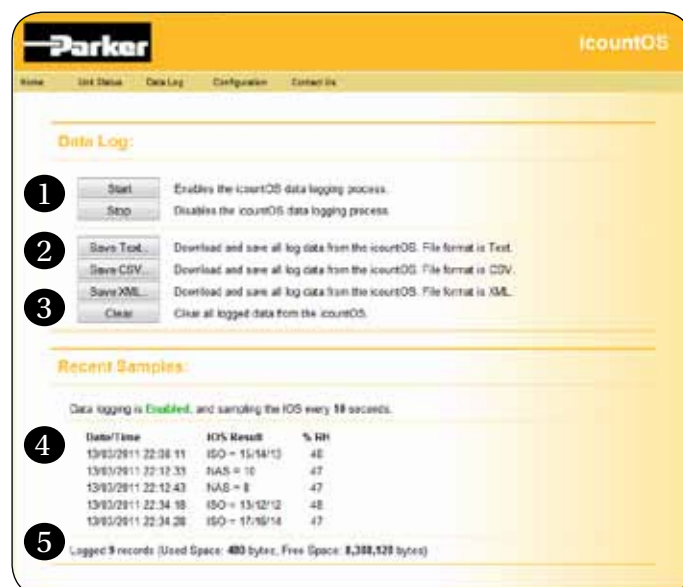 Parker
icountOS
Home Unit Status Data Log Configuration Contact Us
Data Log:
1 Start Enables the icountOS data logging process.
Stop Disables the icountOS data logging process.
2 Save Text... Download and save all log data from the icountOS. File format is Text.
Save CSV... Download and save all log data from the icountOS. File format is CSV.
Save XML... Download and save all log data from the icountOS. File format is XML.
3 Clear Clear all logged data from the icountOS.
Recent Samples:
Data logging is Enabled, and sampling the IOS every 10 seconds.
Date/Time IOS Result % RH
4 13/03/2011 ISO = 15/14/13 48
13/03/2011 22:12:33 NAS = 10 47
13/03/2011 22:12:43 NAS = 8 47
13/03/2011 22:34:18 ISO = 13/12/12 48
13/03/2011 22:34:28 ISO = 17/16/14 47
5 Logged 9 records (Used Space: 480 bytes, Free Space: bytes)